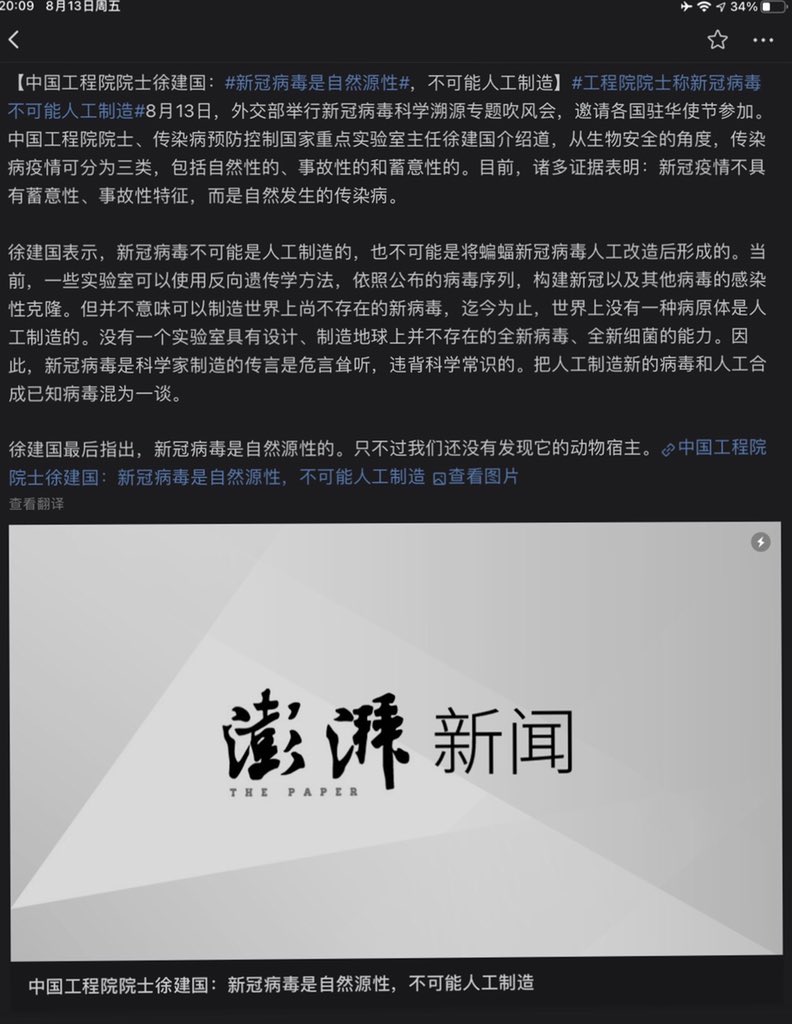 20:09 8月13日周五 34%
【中国工程院院士徐建国：#新冠病毒是自然源性#，不可能人工制造】#工程院院士称新冠病毒
不可能人工制造#8月13日，外交部举行新冠病毒科学溯源专题吹风会，邀请各国驻华使节参加。
中国工程院院士、传染病预防控制国家重点实验室主任徐建国介绍道，从生物安全的角度，传染
病疫情可分为三类，包括自然性的、事故性的和蓄意性的。目前，诸多证据表明：新冠疫情不具
有蓄意性、事故性特征，而是自然发生的传染病。
徐建国表示，新冠病毒不可能是人工制造的，也不可能是将蝙蝠新冠病毒人工改造后形成的。当
前，一些实验室可以使用反向遗传学方法，依照公布的病毒序列，构建新冠以及其他病毒的感染
性克隆。但并不意味可以制造世界上尚不存在的新病毒，迄今为止，世界上没有一种病原体是人
工制造的。没有一个实验室具有设计、制造地球上并不存在的全新病毒、全新细菌的能力。因
此，新冠病毒是科学家制造的传言是危言耸听，违背科学常识的。把人工制造新的病毒和人工合
成已知病毒混为一谈。
徐建国最后指出，新冠病毒是自然源性的。只不过我们还没有发现它的动物宿主。中国工程院
院士徐建国：新冠病毒是自然源性，不可能人工制造 查看图片
查看翻译
澎湃 新闻
THE PAPER
中国工程院院士徐建国：新冠病毒是自然源性，不可能人工制造